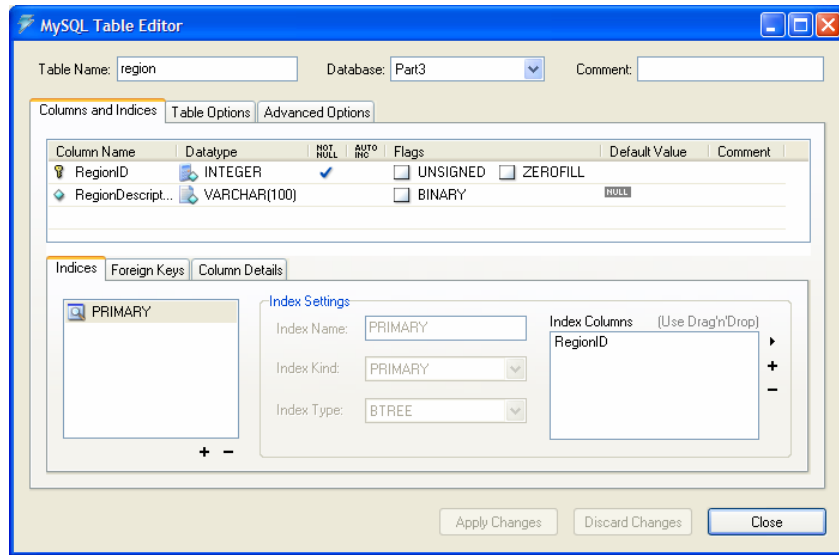 MySQL Table Editor
Table Name: region Database: Part3 Comment:
Columns and Indices Table Options Advanced Options
Column Name Datatype NOT NULL AUTO INC Flags Default Value Comment
RegionID INTEGER UNSIGNED ZEROFILL
RegionDescript... VARCHAR(100) BINARY NULL
Indices Foreign Keys Column Details
PRIMARY
Index Settings
Index Name: PRIMARY
Index Kind: PRIMARY
Index Type: BTREE
Index Columns (Use Drag'n'Drop)
RegionID
Apply Changes Discard Changes Close